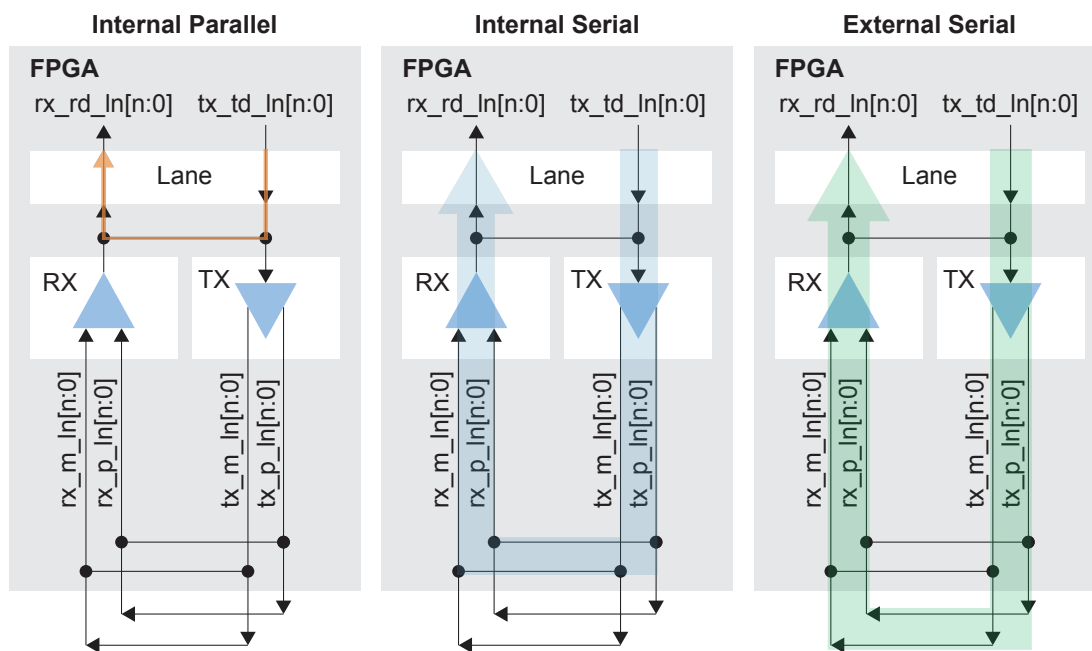 Internal Parallel
FPGA
rx_rd_ln[n:0] tx_td_ln[n:0]
Lane
RX
TX
rx_m_ln[n:0]
rx_p_ln[n:0]
tx_m_ln[n:0]
tx_p_ln[n:0]
Internal Serial
FPGA
rx_rd_ln[n:0] tx_td_ln[n:0]
Lane
RX
TX
rx_m_ln[n:0]
rx_p_ln[n:0]
tx_m_ln[n:0]
tx_p_ln[n:0]
External Serial
FPGA
rx_rd_ln[n:0] tx_td_ln[n:0]
Lane
RX
TX
rx_m_ln[n:0]
rx_p_ln[n:0]
tx_m_ln[n:0]
tx_p_ln[n:0]